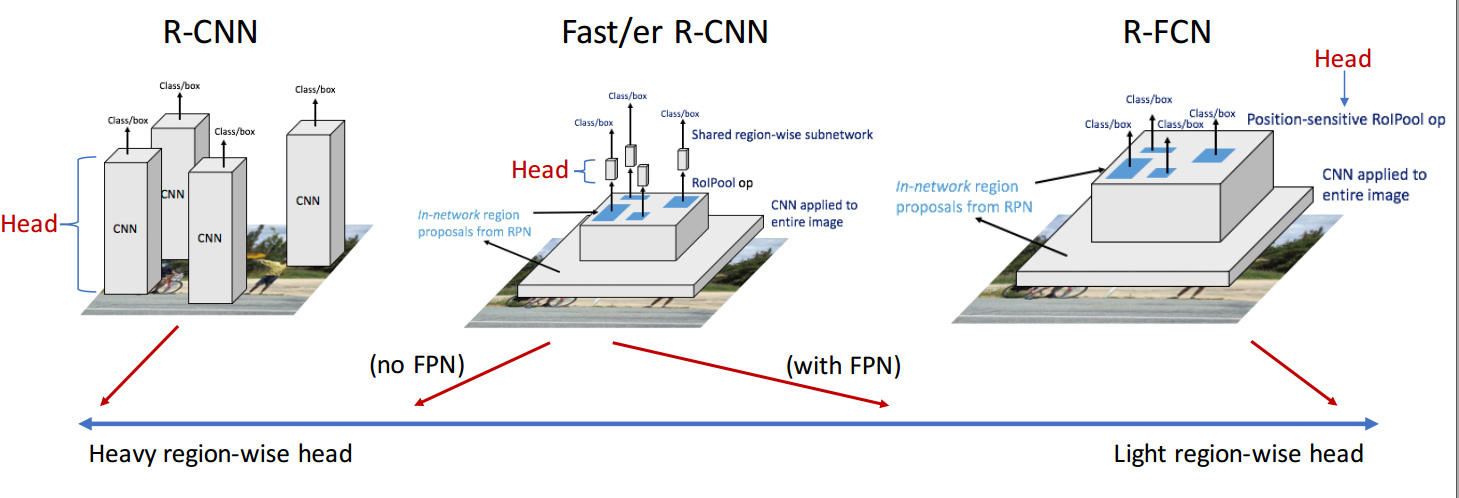 R-CNN
Fast/er R-CNN
R-FCN
Class/box
Class/box
Class/box
Class/box
Head
CNN
CNN
CNN
CNN
Class/box
Class/box
Class/box
Shared region-wise subnetwork
Head
RoIPool op
In-network region
proposals from RPN
CNN applied to
entire image
Head
Class/box
Class/box
Class/box
Class/box
Position-sensitive RoIPool op
In-network region
proposals from RPN
CNN applied to
entire image
(no FPN)
(with FPN)
Heavy region-wise head
Light region-wise head